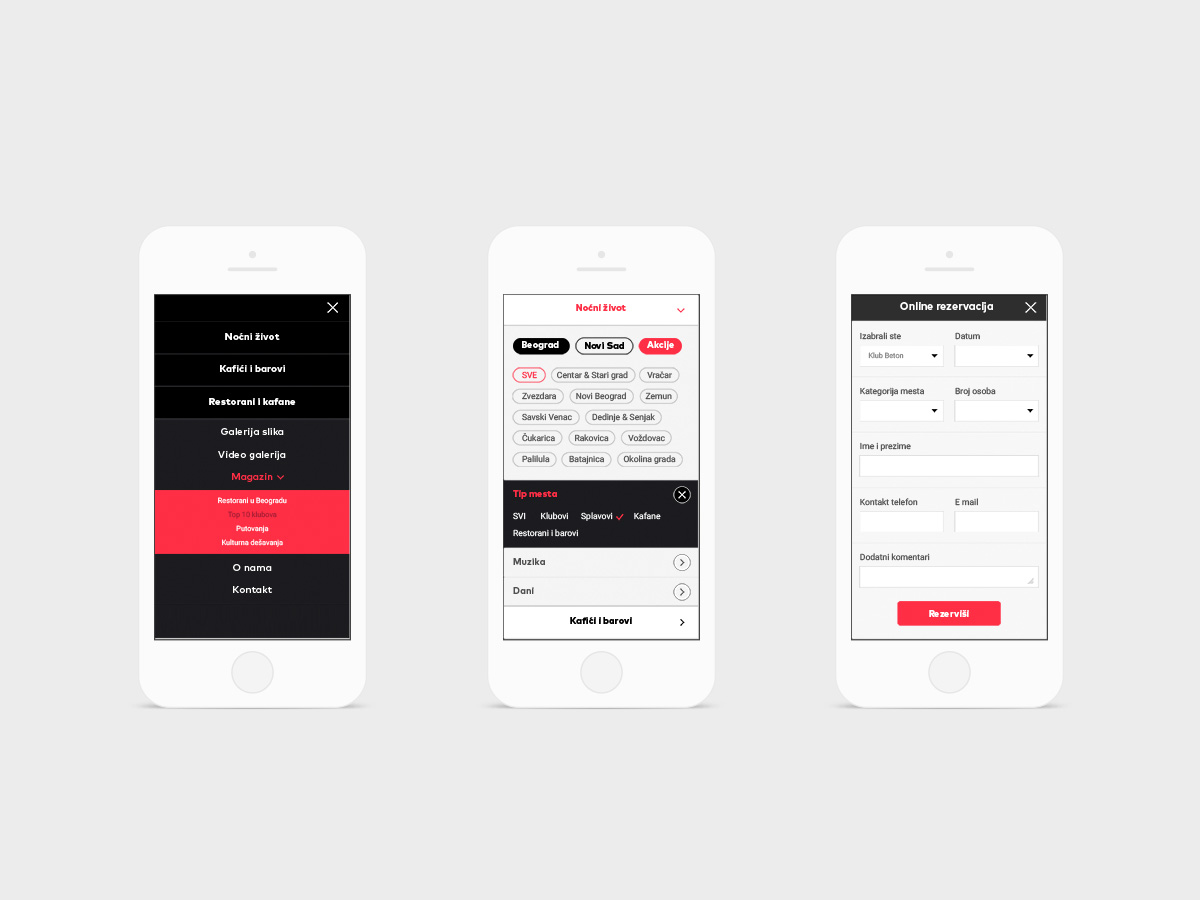 Noćni život
Kafići i barovi
Restorani i kafane
Galerija slika
Video galerija
Magazin
Restorani u Beogradu
Top 10 klubova
Putovanja
Kulturna dešavanja
O nama
Kontakt
Noćni život
Beograd Novi Sad Akcije
SVE Centar & Stari grad Vračar
Zvezdara Novi Beograd Zemun
Savski Venac Dedinje & Senjak
Čukarica Rakovica Voždovac
Palilula Batajnica Okolina grada
Tip mesta
SVI Klubovi Splavovi Kafane
Restorani i barovi
Muzika
Dani
Kafići i barovi
Online rezervacija
Izabrali ste Datum
Klub Beton
Kategorija mesta Broj osoba
Ime i prezime
Kontakt telefon E mail
Dodatni komentari
Rezerviši